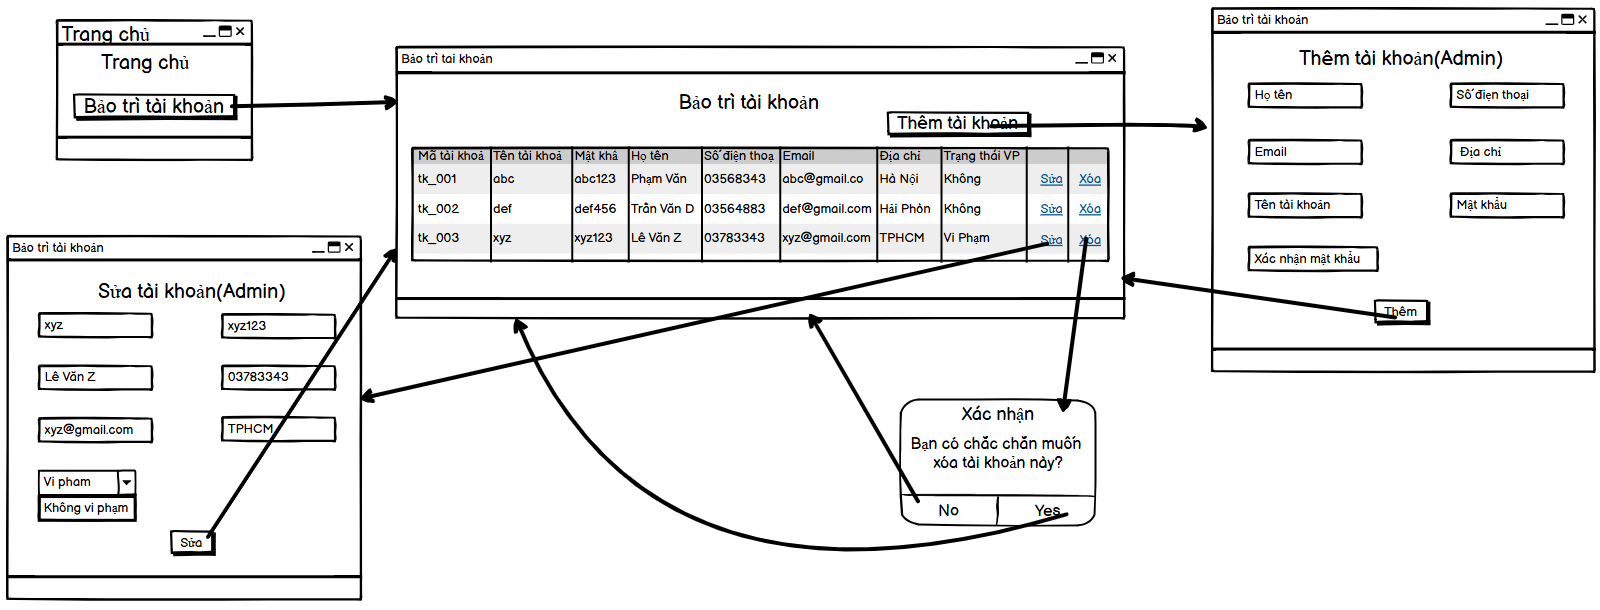 Trang chủ
Trang chủ
Bảo trì tài khoản
Bảo trì tài khoản
Bảo trì tài khoản
Thêm tài khoản
Mã tài khoả Tên tài khoả Mật khẩ Họ tên Số điện thoạ Email Địa chỉ Trạng thái VP
tk_001 abc abc123 Phạm Văn 03568343 abc@gmail.co Hà Nội Không Sửa Xóa
tk_002 def def456 Trần Văn D 03564883 def@gmail.com Hải Phòn Không Sửa Xóa
tk_003 xyz xyz123 Lê Văn Z 03783343 xyz@gmail.com TPHCM Vi Phạm Sửa Xóa
Bảo trì tài khoản
Thêm tài khoản(Admin)
Họ tên Số điện thoại
Email Địa chỉ
Tên tài khoản Mật khẩu
Xác nhận mật khẩu
Thêm
Bảo trì tài khoản
Sửa tài khoản(Admin)
xyz xyz123
Lê Văn Z 03783343
xyz@gmail.com TPHCM
Vi pham
Không vi phạm
Sửa
Xác nhận
Bạn có chắc chắn muốn
xóa tài khoản này?
No Yes